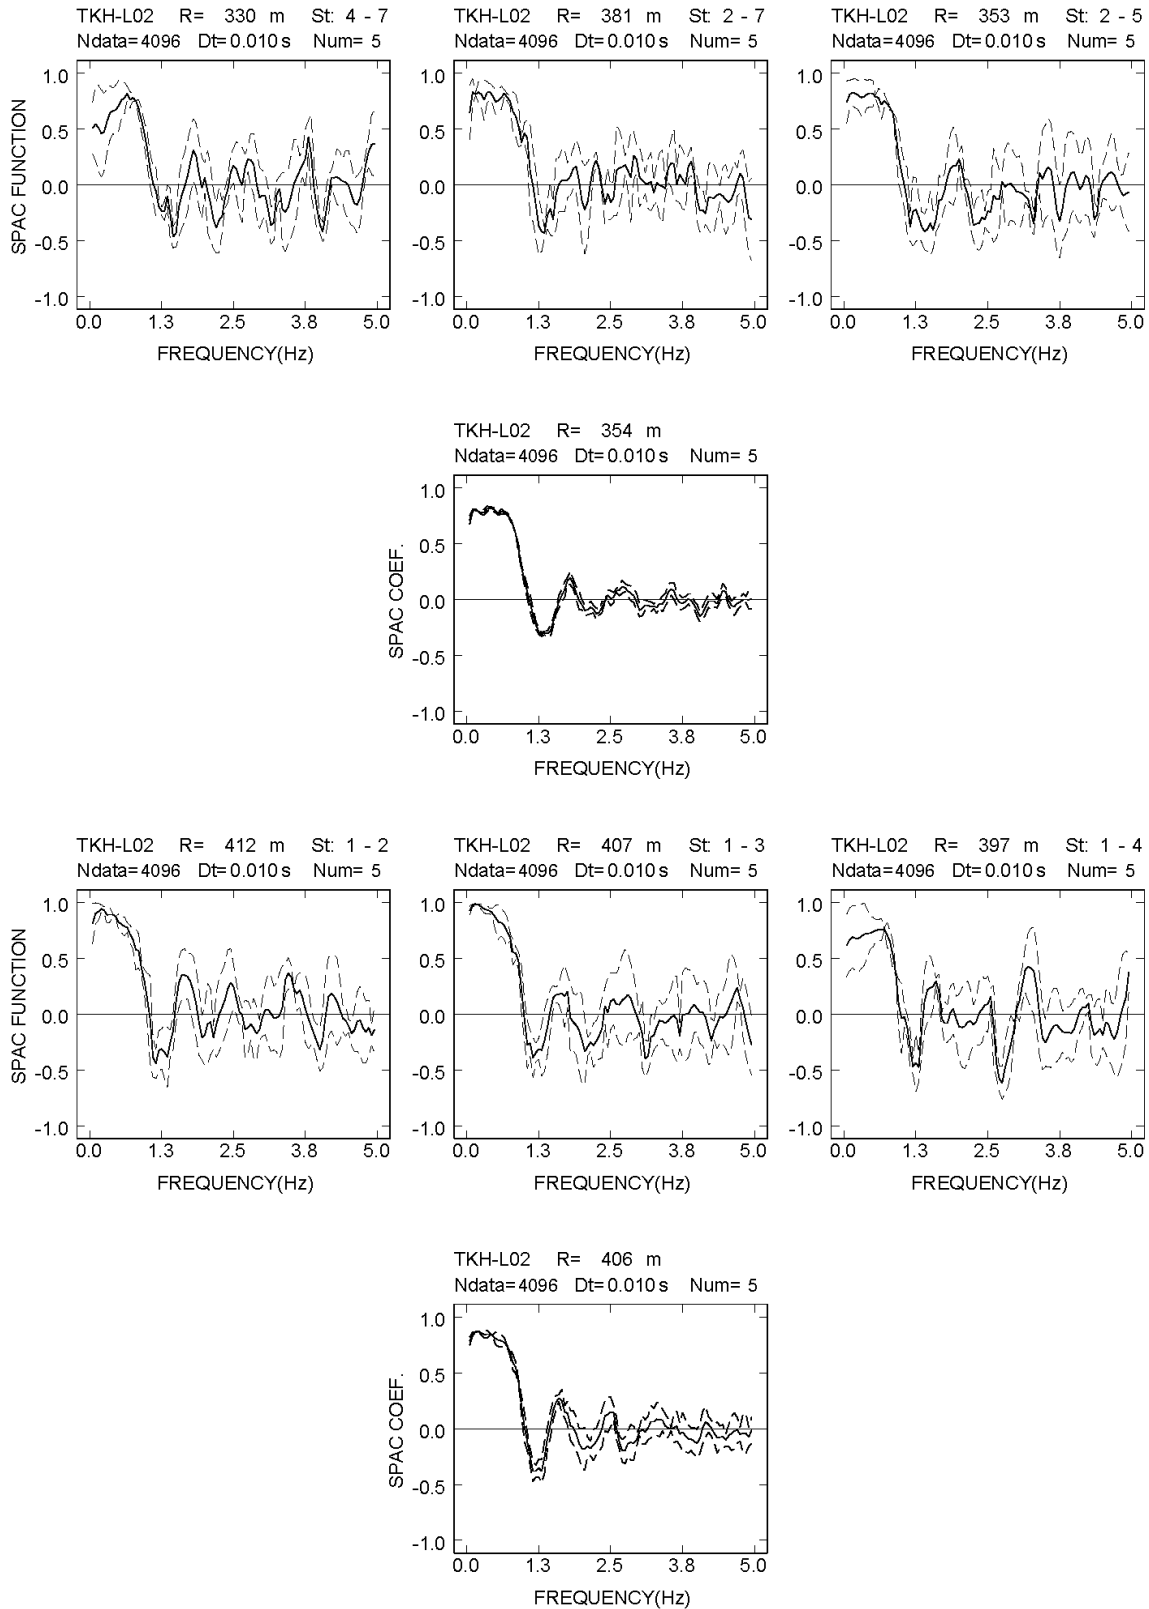 TKH-L02 R= 330 m St: 4 - 7
Ndata=4096 Dt=0.010s Num= 5
1.0
0.5
0.0
-0.5
-1.0
SPAC FUNCTION
0.0 1.3 2.5 3.8 5.0
FREQUENCY(Hz)
TKH-L02 R= 381 m St: 2 - 7
Ndata=4096 Dt=0.010s Num= 5
1.0
0.5
0.0
-0.5
-1.0
0.0 1.3 2.5 3.8 5.0
FREQUENCY(Hz)
TKH-L02 R= 353 m St: 2 - 5
Ndata=4096 Dt=0.010s Num= 5
1.0
0.5
0.0
-0.5
-1.0
0.0 1.3 2.5 3.8 5.0
FREQUENCY(Hz)
TKH-L02 R= 354 m
Ndata=4096 Dt=0.010s Num= 5
1.0
0.5
0.0
-0.5
-1.0
SPAC COEF.
0.0 1.3 2.5 3.8 5.0
FREQUENCY(Hz)
TKH-L02 R= 412 m St: 1 - 2
Ndata=4096 Dt=0.010s Num= 5
1.0
0.5
0.0
-0.5
-1.0
SPAC FUNCTION
0.0 1.3 2.5 3.8 5.0
FREQUENCY(Hz)
TKH-L02 R= 407 m St: 1 - 3
Ndata=4096 Dt=0.010s Num= 5
1.0
0.5
0.0
-0.5
-1.0
0.0 1.3 2.5 3.8 5.0
FREQUENCY(Hz)
TKH-L02 R= 397 m St: 1 - 4
Ndata=4096 Dt=0.010s Num= 5
1.0
0.5
0.0
-0.5
-1.0
0.0 1.3 2.5 3.8 5.0
FREQUENCY(Hz)
TKH-L02 R= 406 m
Ndata=4096 Dt=0.010s Num= 5
1.0
0.5
0.0
-0.5
-1.0
SPAC COEF.
0.0 1.3 2.5 3.8 5.0
FREQUENCY(Hz)